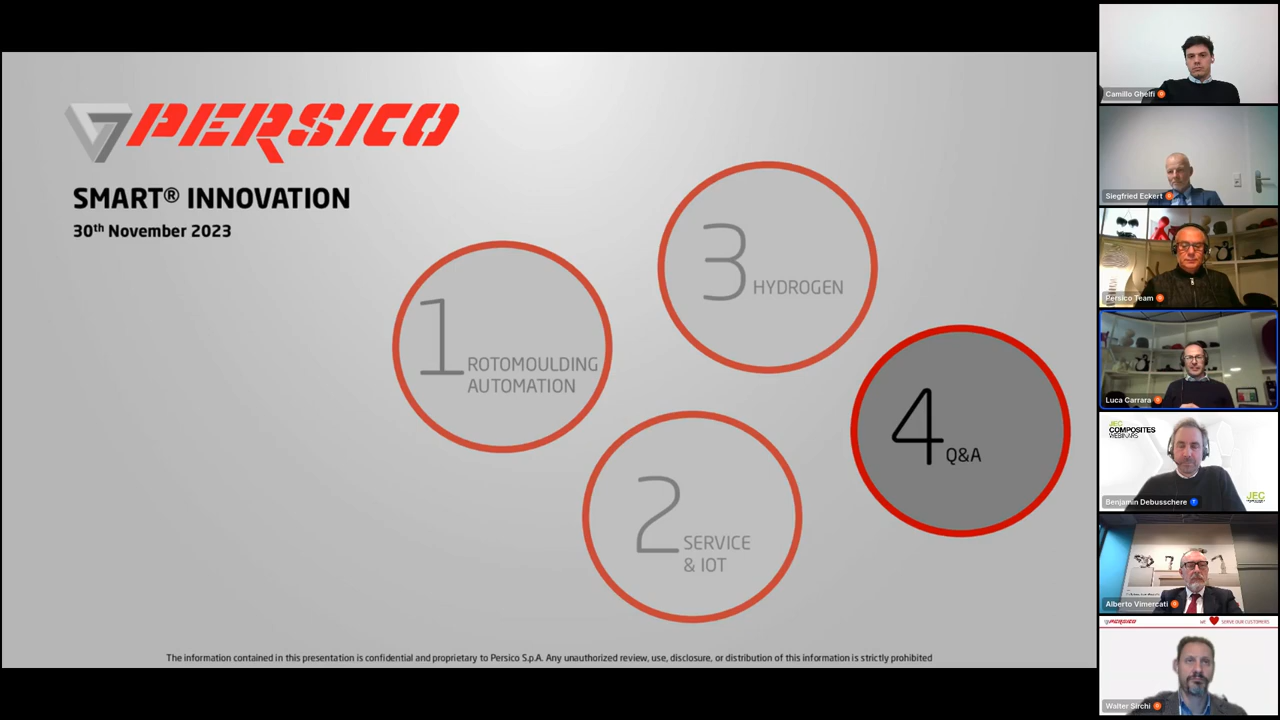 PERSICO
SMART® INNOVATION
30th November 2023
1 ROTOMOULDING
AUTOMATION
2 SERVICE
& IOT
3 HYDROGEN
4 Q&A
The information contained in this presentation is confidential and proprietary to Persico S.p.A. Any unauthorized review, use, disclosure, or distribution of this information is strictly prohibited
Camillo Ghelfi
Siegfried Eckert
Persico Team
Luca Carrara
JEC
COMPOSITES
WEBINARS
JEC
Benjamin Debusschere
Alberto Vimercati
PERSICO
WE SERVE OUR CUSTOMERS
Walter Sirchi